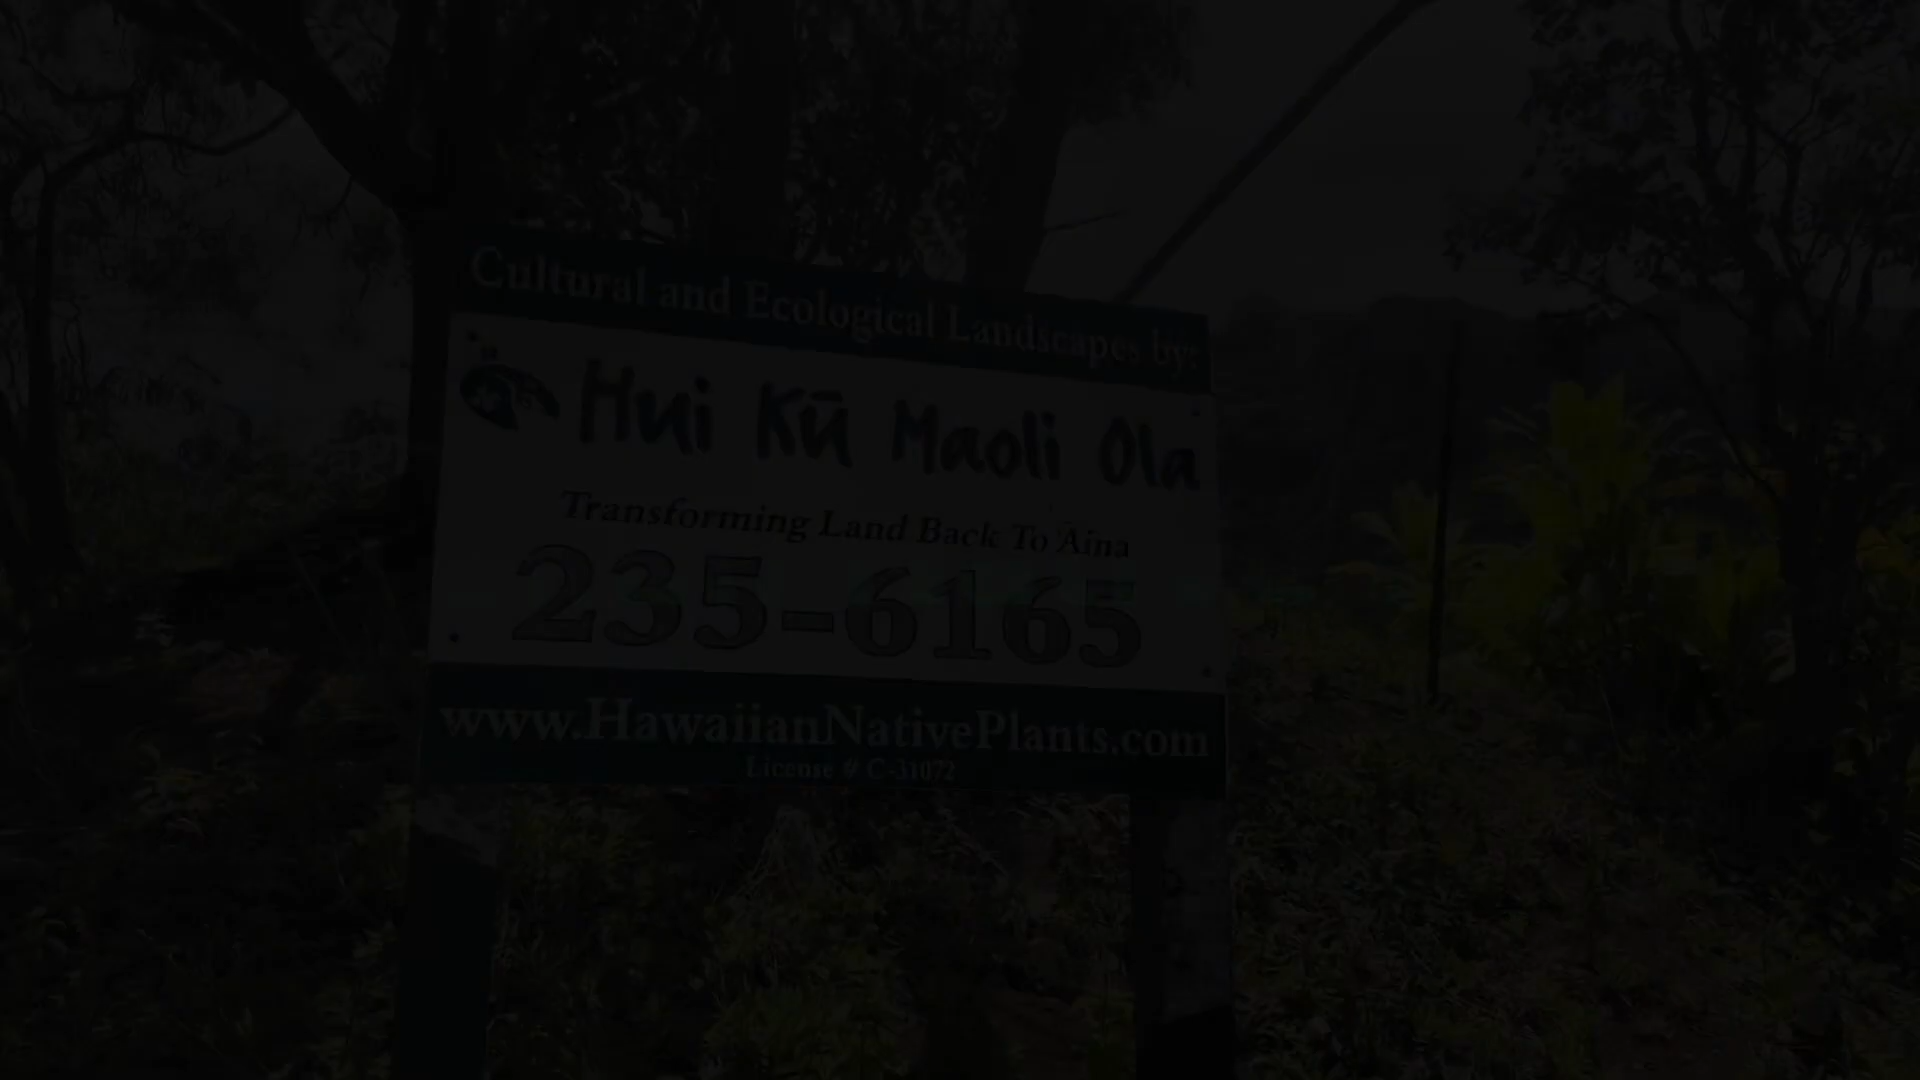 Cultural and Ecological Landscapes by:
Hui Kū Maoli Ola
Transforming Land Back To Āina
235-6165
www.HawaiianNativePlants.com
License # C-31072